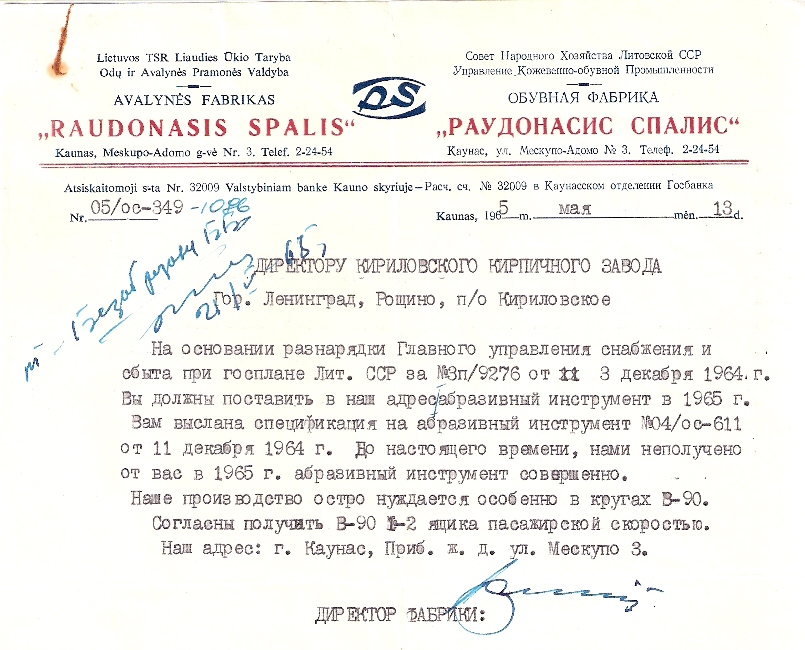 Lietuvos TSR Liaudies Ūkio Taryba
Odų ir Avalynės Pramonės Valdyba
AVALYNĖS FABRIKAS
„RAUDONASIS SPALIS“
Kaunas, Meskupo-Adomo g-vė Nr. 3. Telef. 2-24-54
RS
Совет Народного Хозяйства Литовской ССР
Управление Кожевенно-обувной Промышленности
ОБУВНАЯ ФАБРИКА
„РАУДОНАСИС СПАЛИС“
Каунас, ул. Мескупо-Адомо № 3. Телеф. 2-24-54
Atsiskaitomoji s-ta Nr. 32009 Valstybiniam banke Kauno skyriuje – Расч. сч. № 32009 в Каунасском отделении Госбанка
Nr. 05/ос-349 -1086
Kaunas, 1965 m. мая mėn. 13 d.
ДИРЕКТОРУ КИРИЛОВСКОГО КИРПИЧНОГО ЗАВОДА
Гор. Ленинград, Рощино, п/о Кириловское
На основании разнарядки Главного управления снабжения и
сбыта при госплане Лит. ССР за №3п/9276 от 11 3 декабря 1964 г.
Вы должны поставить в наш адрес абразивный инструмент в 1965 г.
Вам выслана спецификация на абразивный инструмент №04/ос-611
от 11 декабря 1964 г. До настоящего времени, нами неполучено
от вас в 1965 г. абразивный инструмент совершенно.
Наше производство остро нуждается особенно в кругах В-90.
Согласны получить В-90 1-2 ящика пасажирской скоростью.
Наш адрес: г. Каунас, Приб. ж. д. ул. Мескупо 3.
ДИРЕКТОР ФАБРИКИ: